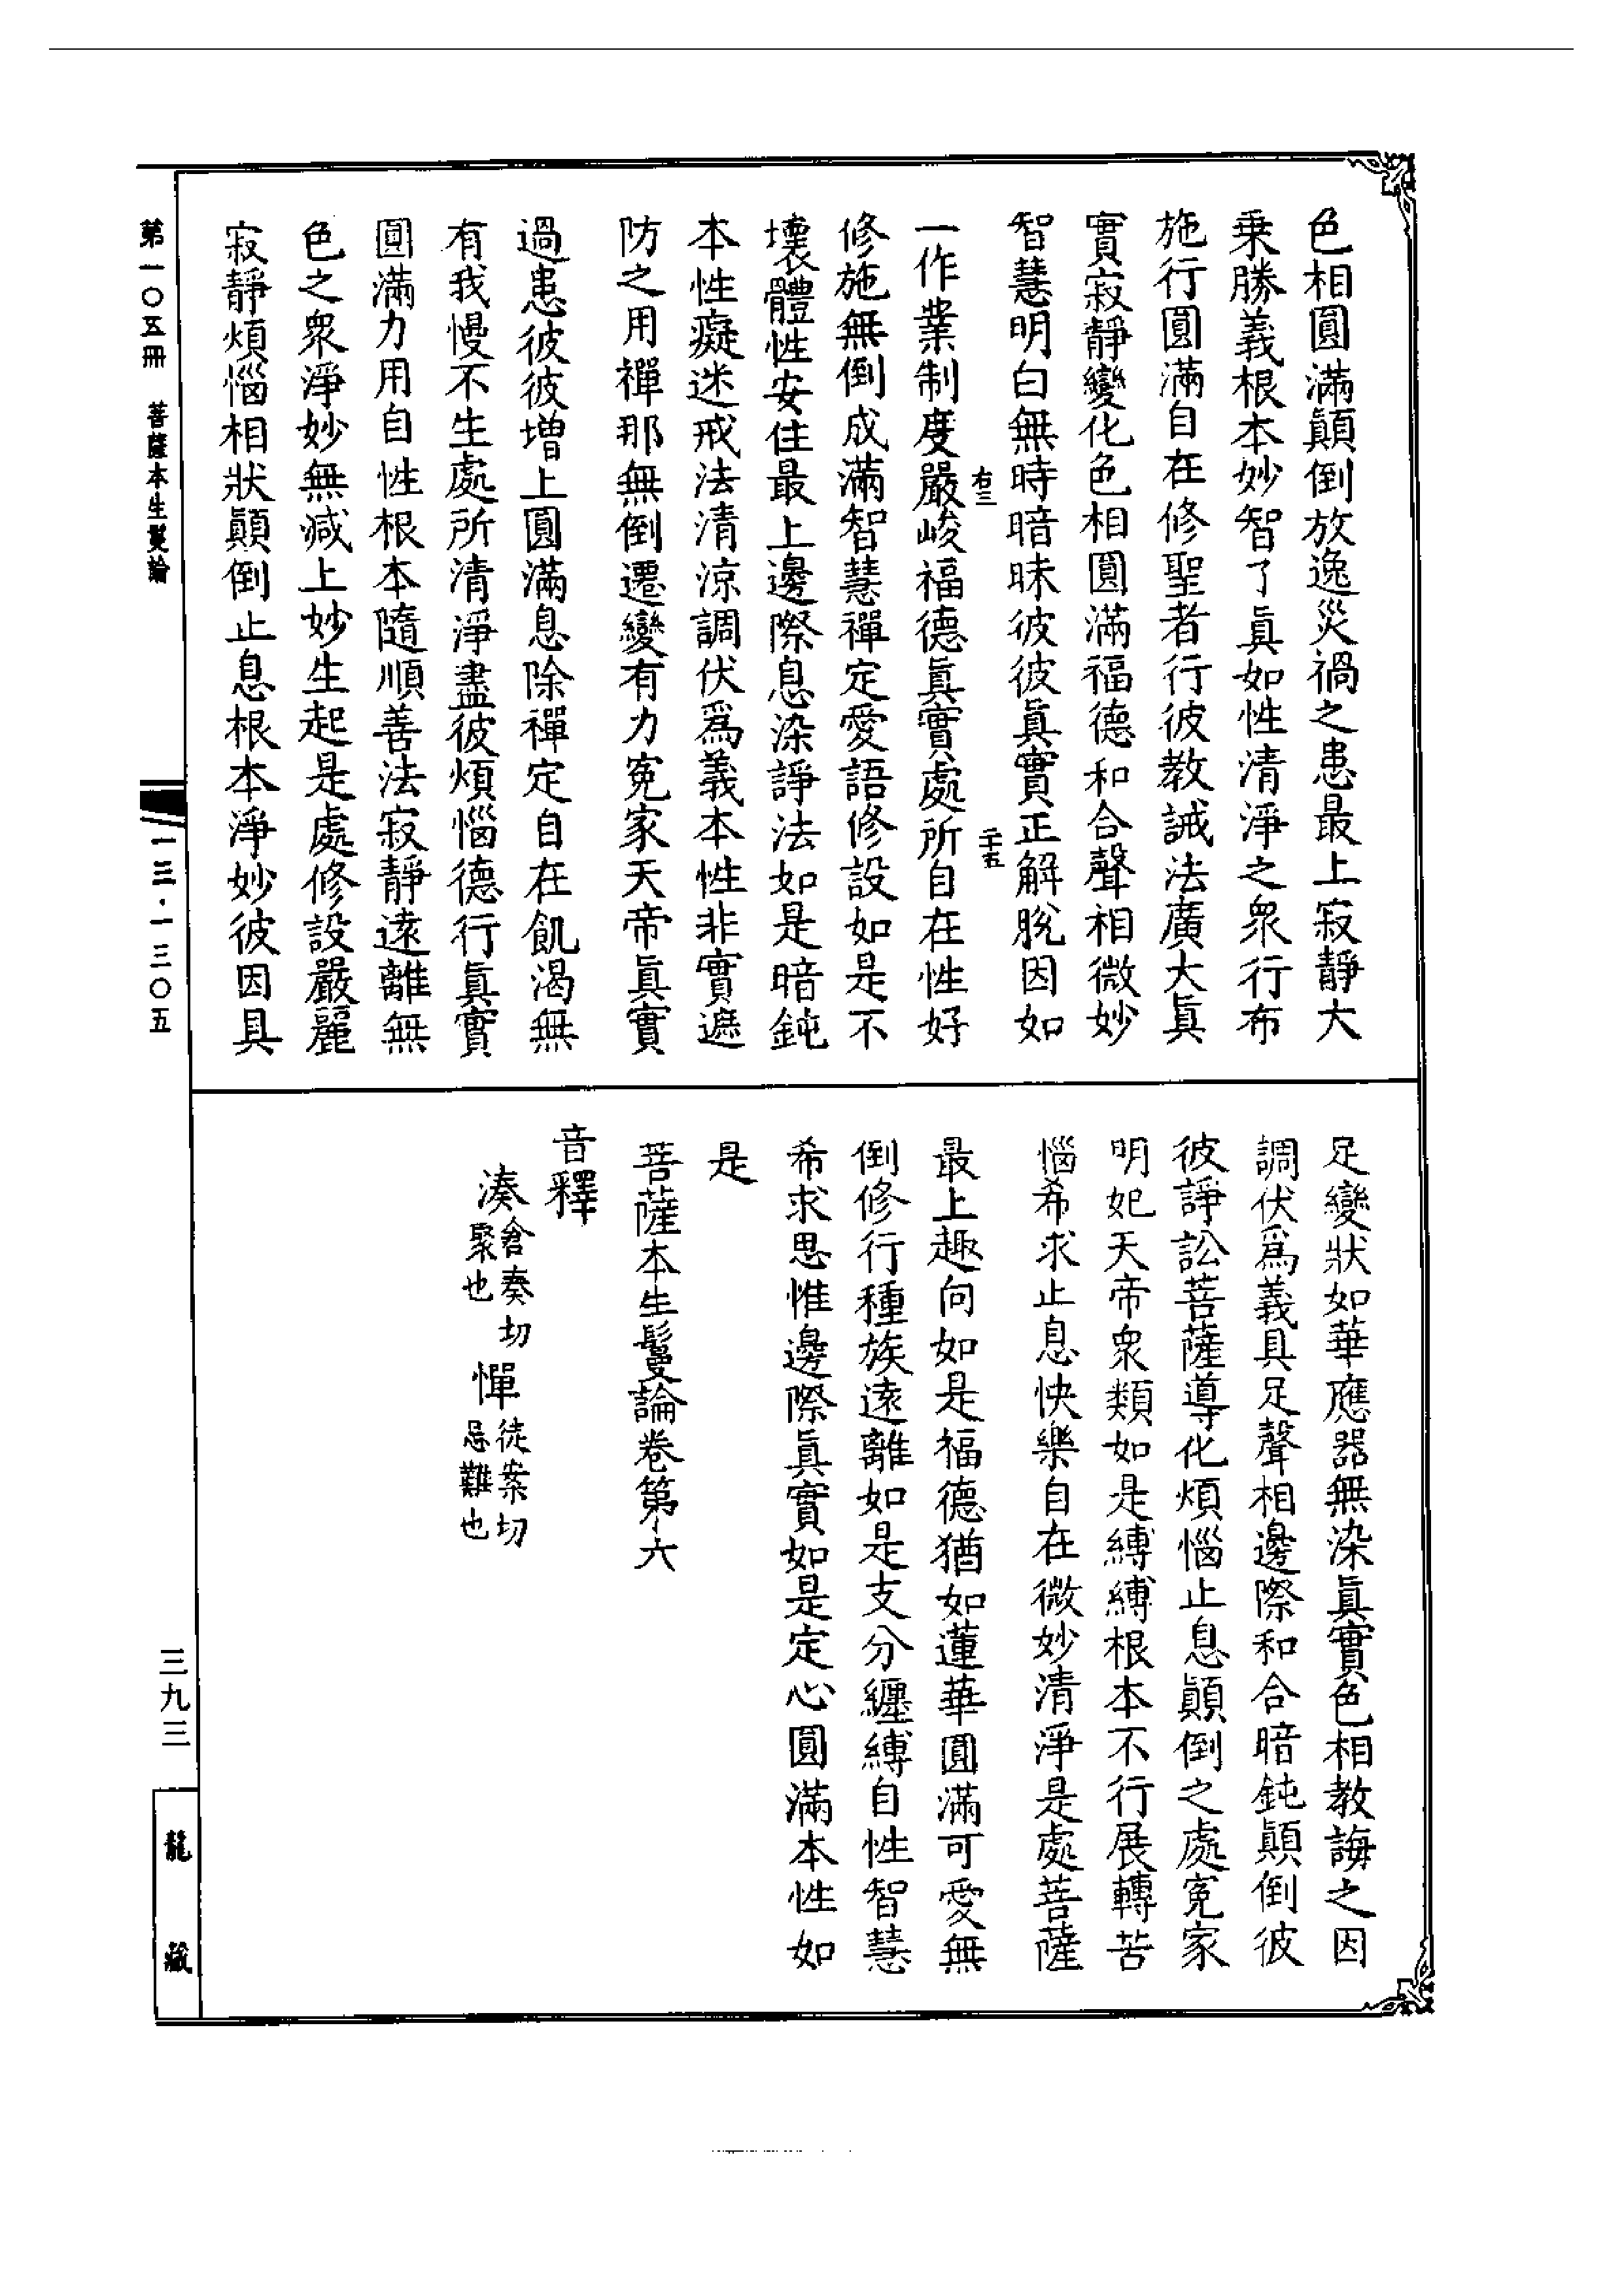 色相圓滿顛倒放逸災禍之患最上寂靜大
乗勝義根本妙智了眞如性清淨之衆行布
施行圓滿自在修聖者行彼教誡法廣大眞
實寂靜變化色相圓滿福德和合聲相微妙
智慧明白無時暗昧彼彼眞實正解脫因如
右三
二十五
一作業制度嚴峻福德眞實處所自在性好
修施無倒成滿智慧禪定愛語修設如是不
壞體性安住最上邊際息染諍法如是暗鈍
本性癡迷戒法清涼調伏爲義本性非實遮
防之用禪那無倒遷變有力寃家天帝眞實
過患彼彼增上圓滿息除禪定自在飢渴無
有我慢不生處所清淨盡彼煩惱德行眞實
圓滿力用自性根本隨順善法寂靜遠離無
色之衆淨妙無減上妙生起是處修設嚴麗
寂靜煩惱相狀顛倒止息根本淨妙彼因具
足變狀如華應器無染眞實色相教誨之因
調伏爲義具足聲相邊際和合暗鈍顛倒彼
彼諍訟菩薩導化煩惱止息顛倒之處寃家
明妃天帝衆類如是縛縛根本不行展轉苦
惱希求止息快樂自在微妙清淨是處菩薩
最上趣向如是福德猶如蓮華圓滿可愛無
倒修行種族遠離如是支分纏縛自性智慧
希求思惟邊際眞實如是定心圓滿本性如
是
菩薩本生鬘論卷第六
音釋
湊倉奏切聚也 憚徒案切忌難也
第一〇五冊 菩薩本生鬘論
一三·一三〇五
三九三
龍藏